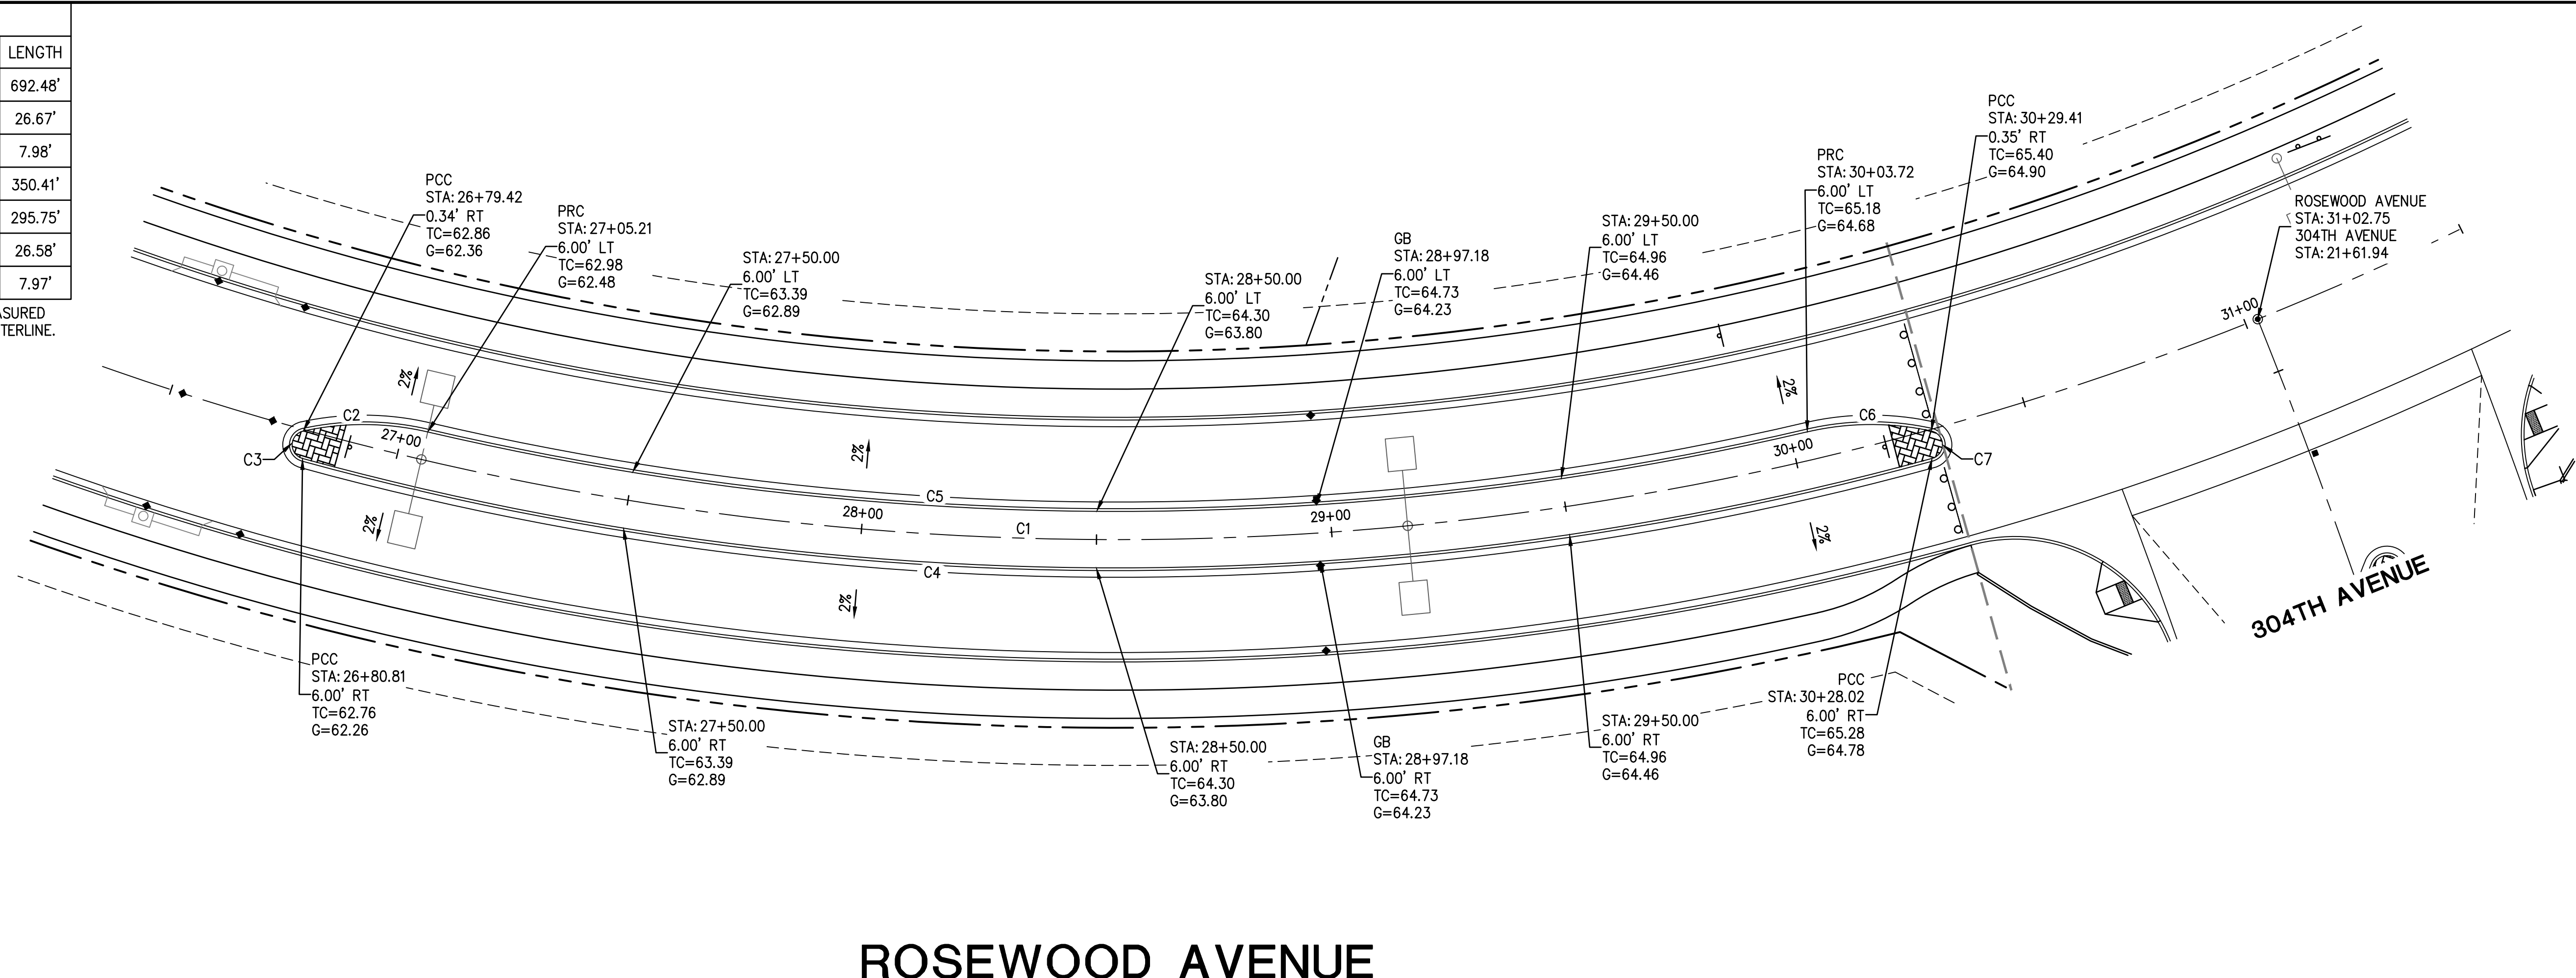 LENGTH
692.48'
26.67'
7.98'
350.41'
295.75'
26.58'
7.97'
ASURED
TERLINE.
PCC
STA: 26+79.42
0.34' RT
TC=62.86
G=62.36
PRC
STA: 27+05.21
6.00' LT
TC=62.98
G=62.48
STA: 27+50.00
6.00' LT
TC=63.39
G=62.89
STA: 28+50.00
6.00' LT
TC=64.30
G=63.80
GB
STA: 28+97.18
6.00' LT
TC=64.73
G=64.23
STA: 29+50.00
6.00' LT
TC=64.96
G=64.46
PRC
STA: 30+03.72
6.00' LT
TC=65.18
G=64.68
PCC
STA: 30+29.41
0.35' RT
TC=65.40
G=64.90
ROSEWOOD AVENUE
STA: 31+02.75
304TH AVENUE
STA: 21+61.94
31+00
2%
2%
2%
C2
27+00
C3
C6
30+00
C7
C5
28+00
C1
29+00
C4
2%
2%
2%
304TH AVENUE
PCC
STA: 26+80.81
6.00' RT
TC=62.76
G=62.26
STA: 27+50.00
6.00' RT
TC=63.39
G=62.89
STA: 28+50.00
6.00' RT
TC=64.30
G=63.80
GB
STA: 28+97.18
6.00' RT
TC=64.73
G=64.23
STA: 29+50.00
6.00' RT
TC=64.96
G=64.46
PCC
STA: 30+28.02
6.00' RT
TC=65.28
G=64.78
ROSEWOOD AVENUE